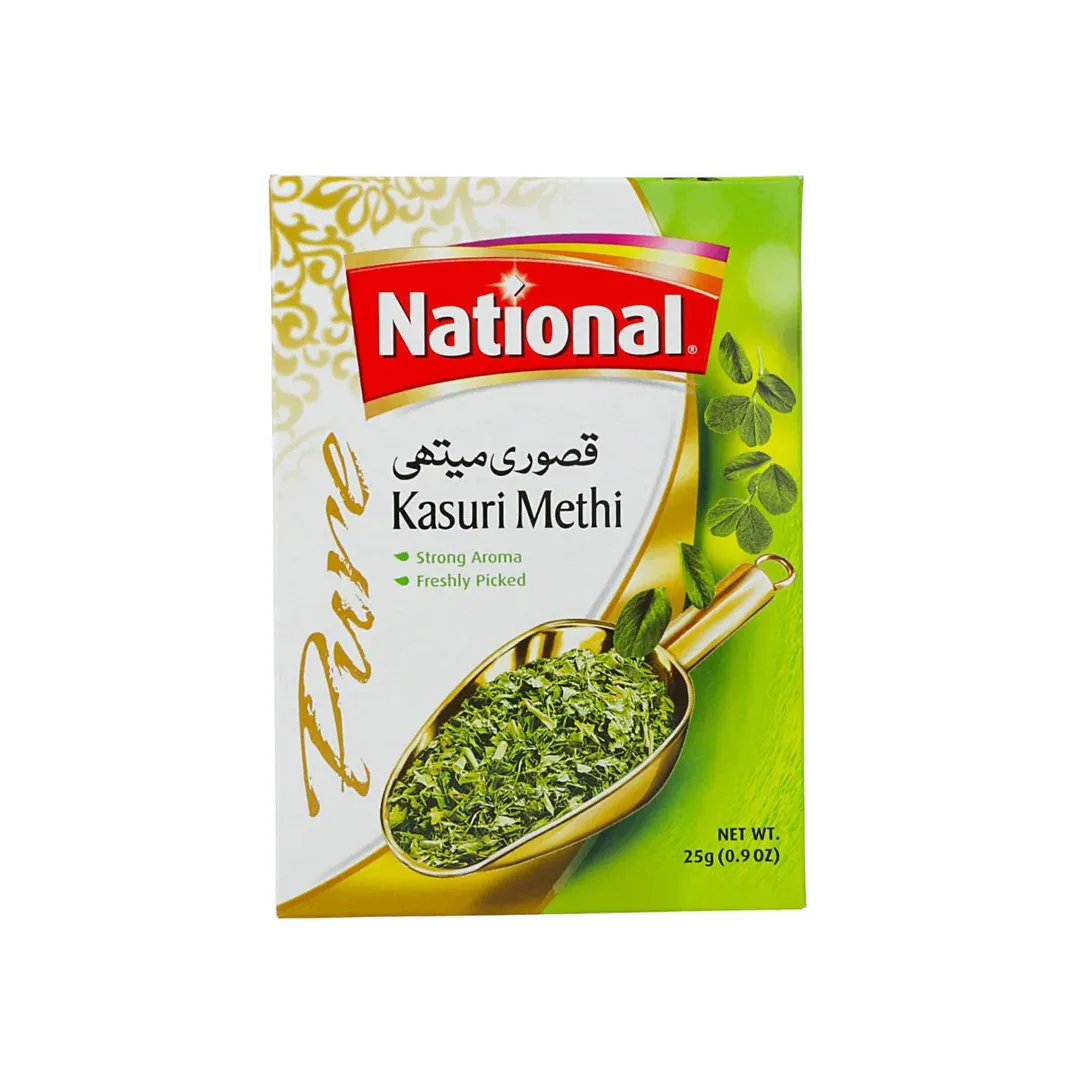 National®
قصوری میتھی
Kasuri Methi
Strong Aroma
Freshly Picked
Pure
NET WT.
25g (0.9 OZ)